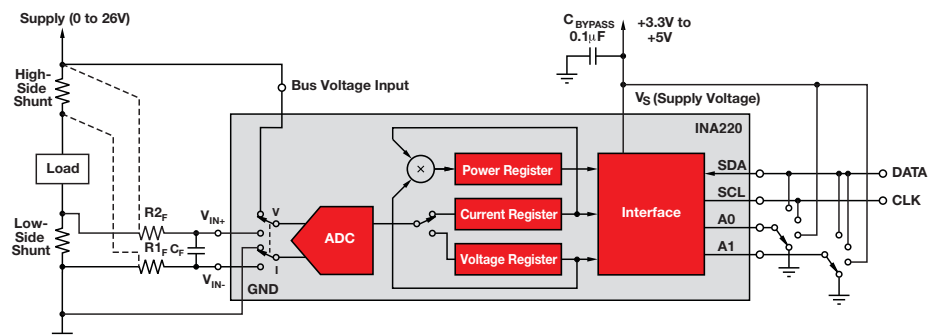 Supply (0 to 26V)
C BYPASS
0.1µF
+3.3V to
+5V
High-
Side
Shunt
Bus Voltage Input
VS (Supply Voltage)
INA220
Load
×
Power Register
SDA
DATA
SCL
CLK
R2F
VIN+
V
Current Register
Interface
A0
Low-
Side
Shunt
ADC
R1F
CF
I
Voltage Register
A1
VIN-
GND